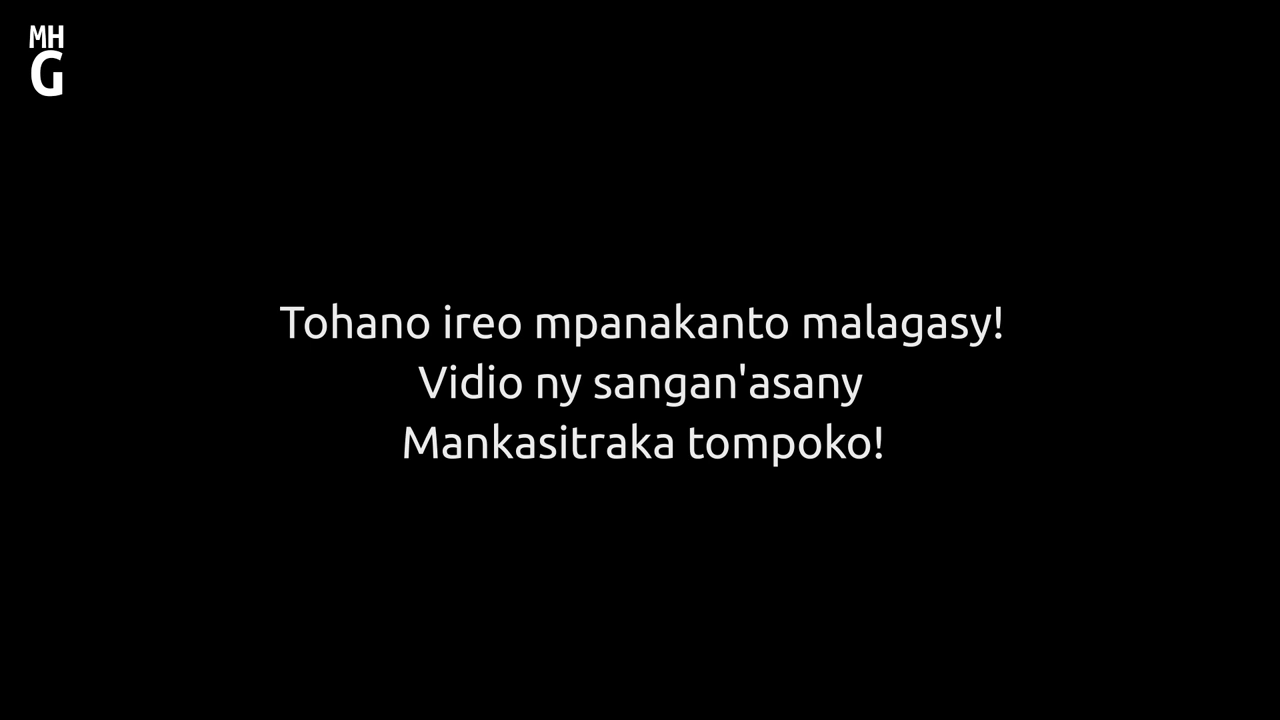 MH
G
Tohano ireo mpanakanto malagasy!
Vidio ny sangan'asany
Mankasitraka tompoko!